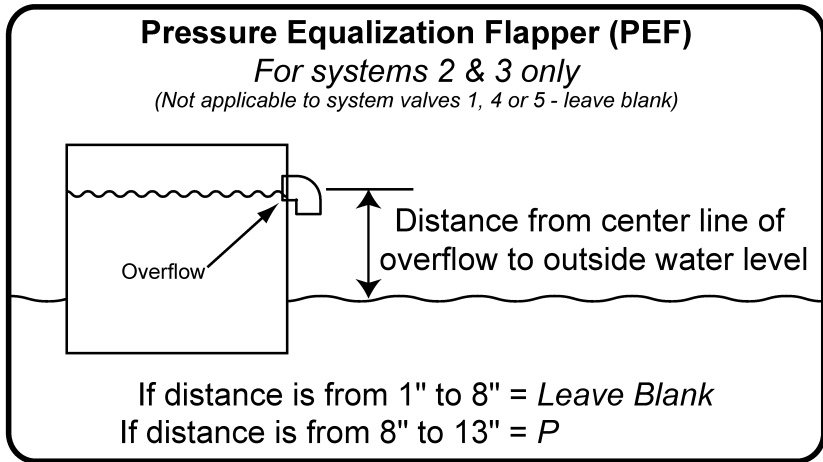 Pressure Equalization Flapper (PEF)
For systems 2 & 3 only
(Not applicable to system valves 1, 4 or 5 - leave blank)
Distance from center line of
overflow to outside water level
Overflow
If distance is from 1" to 8" = Leave Blank
If distance is from 8" to 13" = P